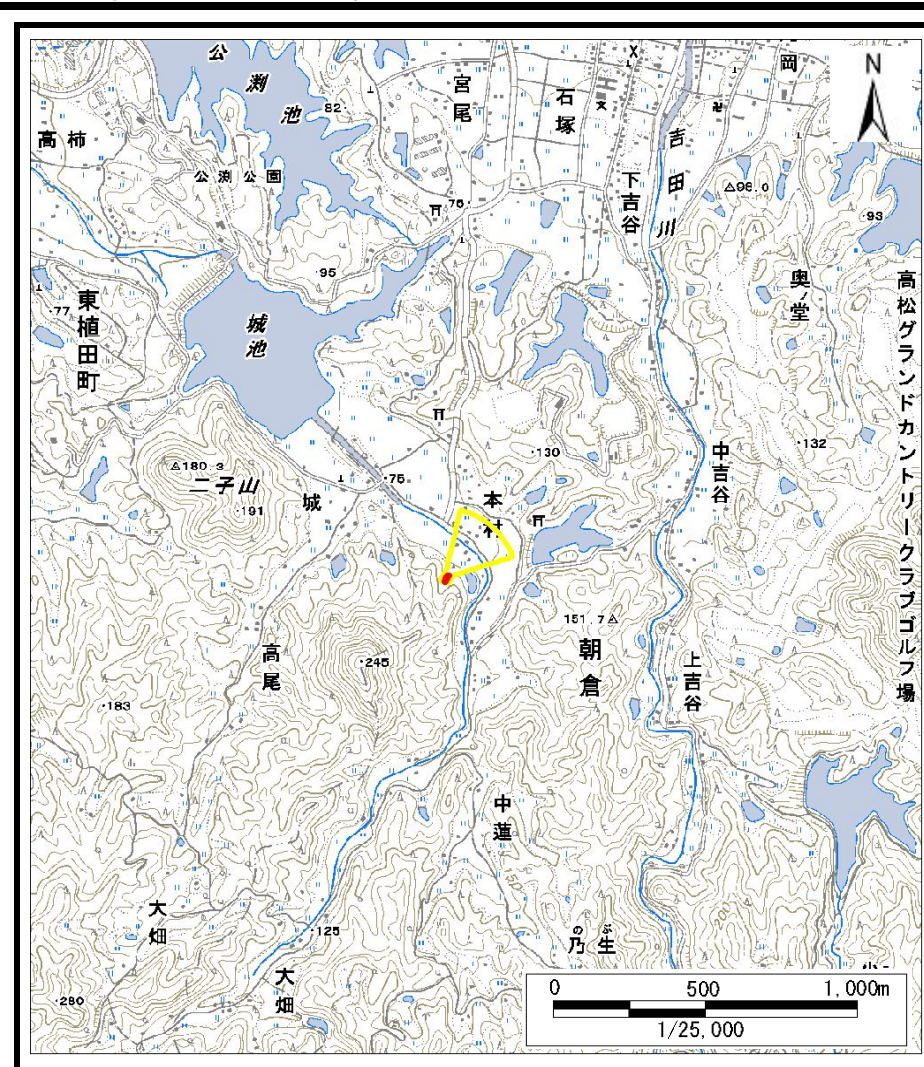 公渕池
82
宮尾
石塚
岡
N
高柿
公渕公園
吉田川
76
下吉谷
△98.0
93
95
奥ノ堂
高松グランドカントリークラブゴルフ場
77
東植田町
城池
130
132
中吉谷
△180.3
二子山
191
城
75
本村
151.7△
朝倉
高尾
245
上吉谷
183
中蓮
150
大畑
125
乃生
のぶ
大畑
280
0 500 1,000m
1/25,000